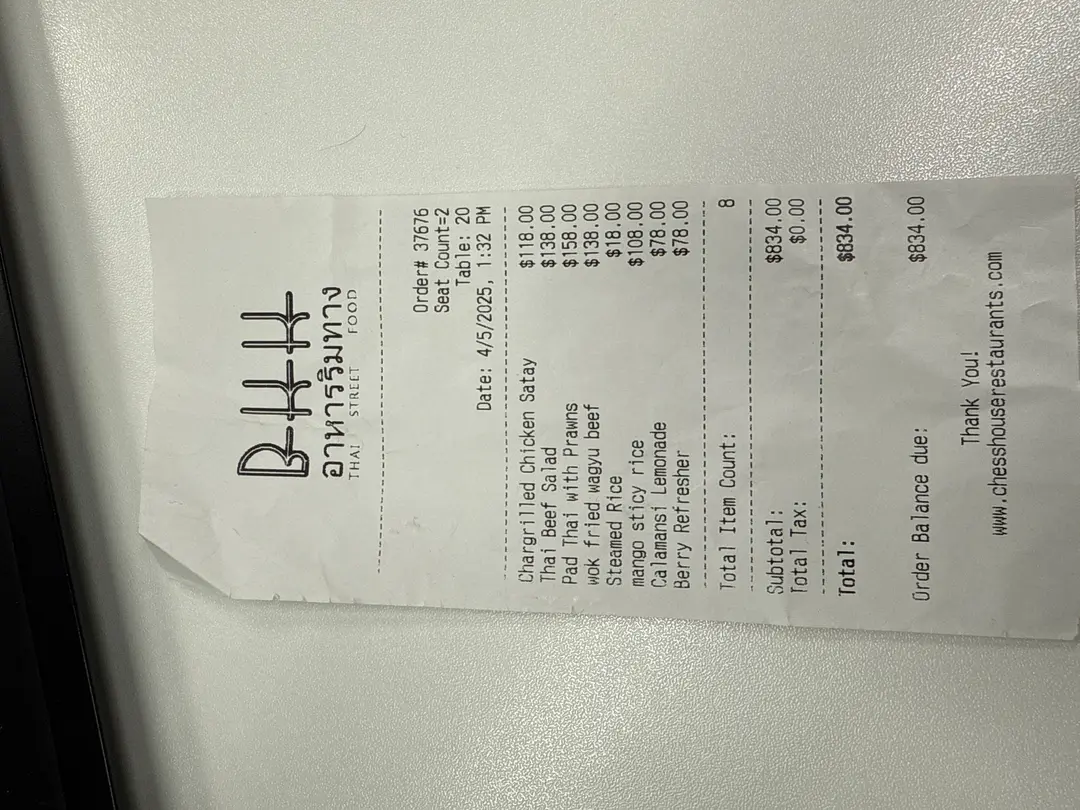 BKK
อาหารริมทาง
THAI STREET FOOD
Order# 37676
Seat Count=2
Table: 20
Date: 4/5/2025, 1:32 PM
Chargrilled Chicken Satay $118.00
Thai Beef Salad $138.00
Pad Thai with Prawns $158.00
wok fried wagyu beef $138.00
Steamed Rice $18.00
mango sticy rice $108.00
Calamansi Lemonade $78.00
Berry Refresher $78.00
Total Item Count: 8
Subtotal: $834.00
Total Tax: $0.00
Total: $834.00
Order Balance due: $834.00
Thank You!
www.chesshouserestaurants.com